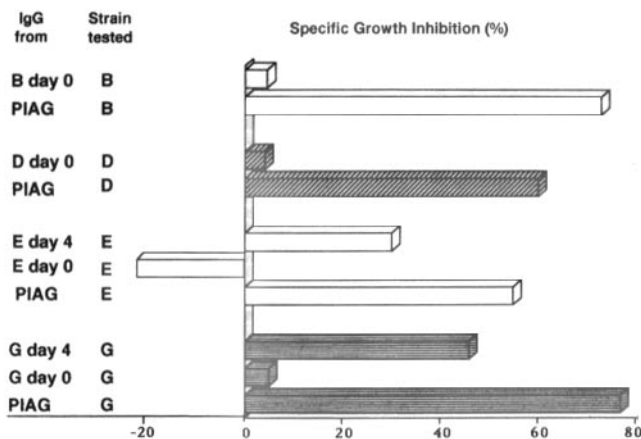 IgG from Strain tested Specific Growth Inhibition (%)
B day 0 B
PIAG B
D day 0 D
PIAG D
E day 4 E
E day 0 E
PIAG E
G day 4 G
G day 0 G
PIAG G
-20 0 20 40 60 80